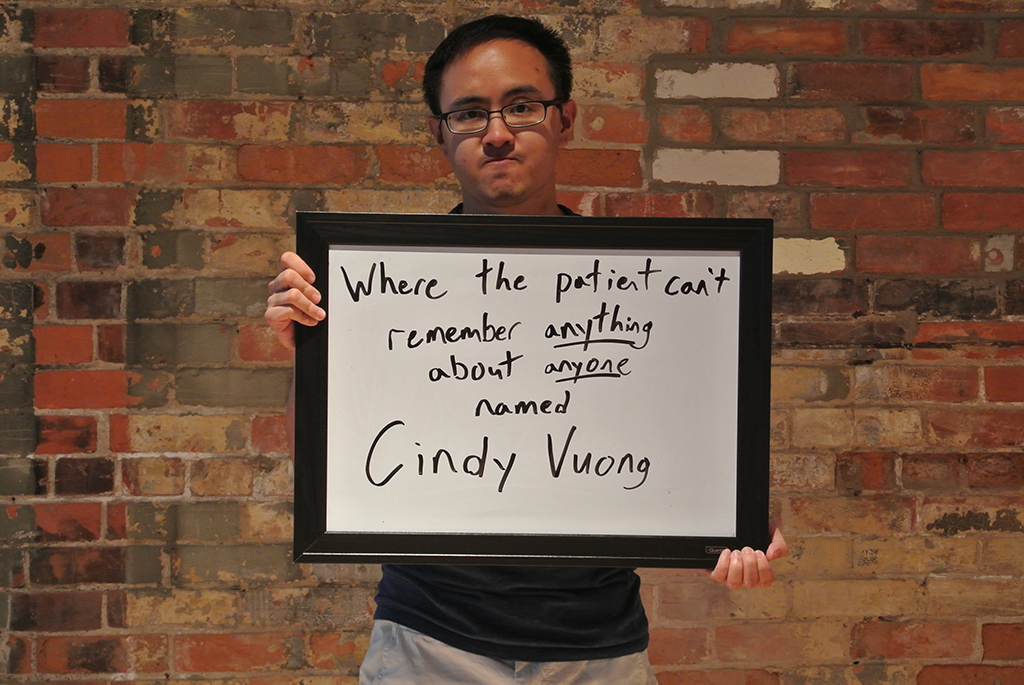 Where the patient can't
remember anything
about anyone
named
Cindy Vuong